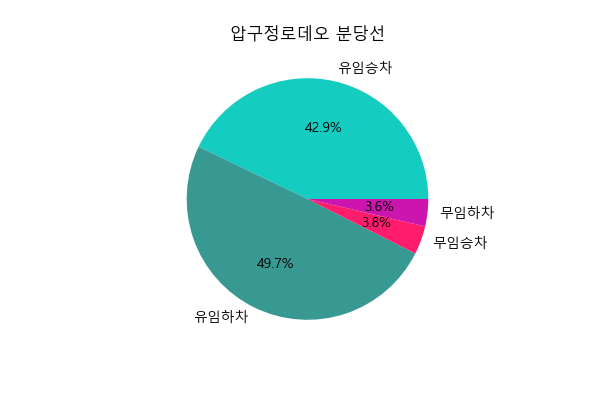 압구정로데오 분당선
유임승차
42.9%
3.6%
무임하차
3.8%
무임승차
49.7%
유임하차